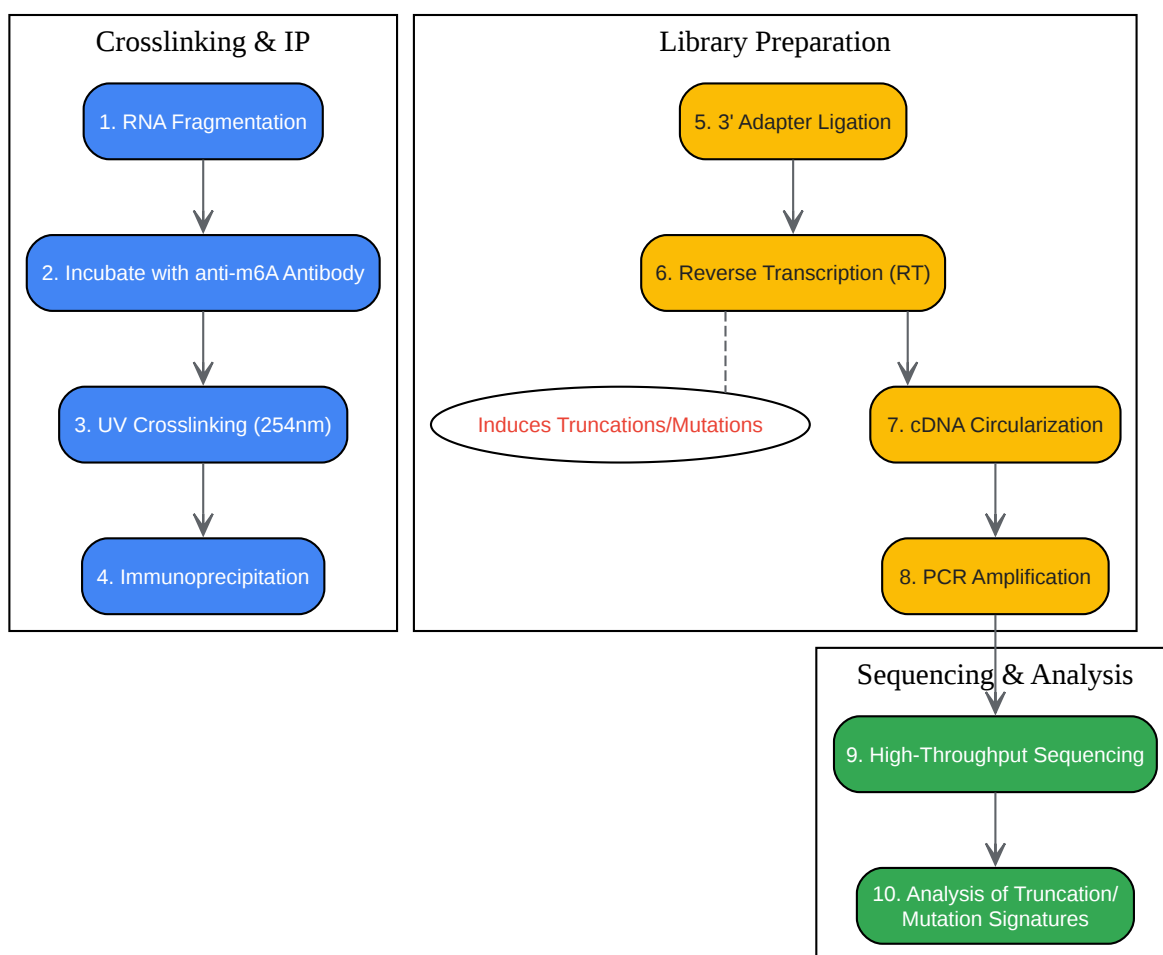 Crosslinking & IP
1. RNA Fragmentation
2. Incubate with anti-m6A Antibody
3. UV Crosslinking (254nm)
4. Immunoprecipitation
Library Preparation
5. 3' Adapter Ligation
6. Reverse Transcription (RT)
Induces Truncations/Mutations
7. cDNA Circularization
8. PCR Amplification
Sequencing & Analysis
9. High-Throughput Sequencing
10. Analysis of Truncation/
Mutation Signatures